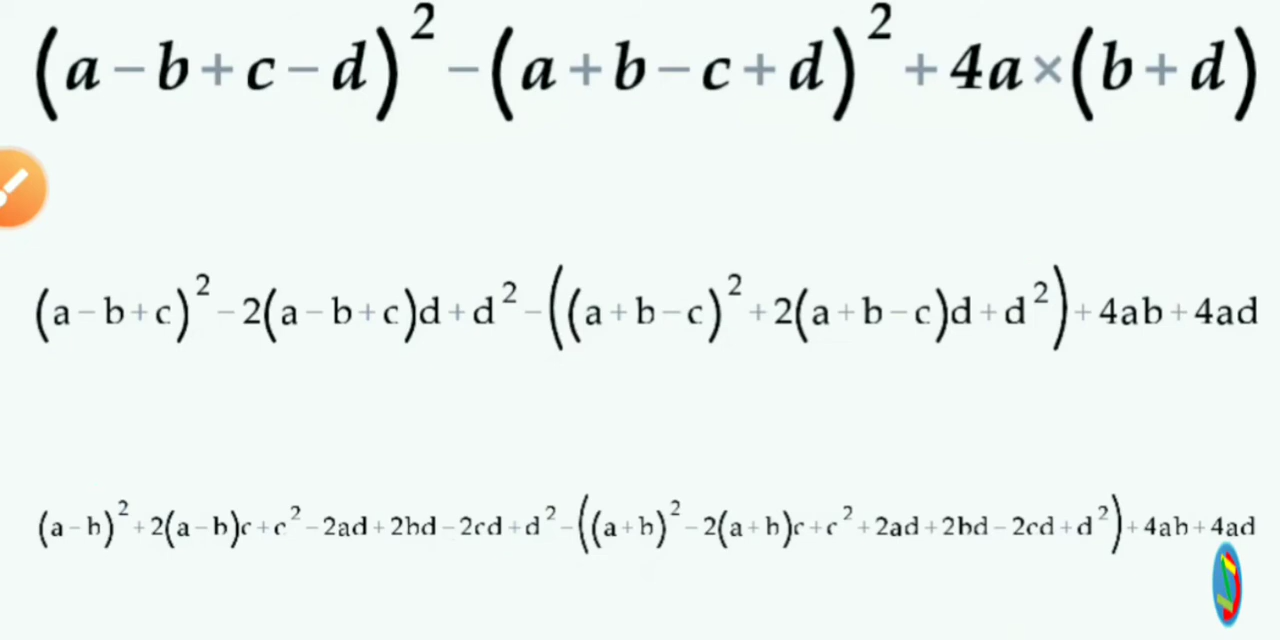 (a−b+c−d)²−(a+b−c+d)²+4a×(b+d)
(a−b+c)²−2(a−b+c)d+d²−((a+b−c)²+2(a+b−c)d+d²)+4ab+4ad
(a−b)²+2(a−b)c+c²−2ad+2bd−2cd+d²−((a+b)²−2(a+b)c+c²+2ad+2bd−2cd+d²)+4ab+4ad